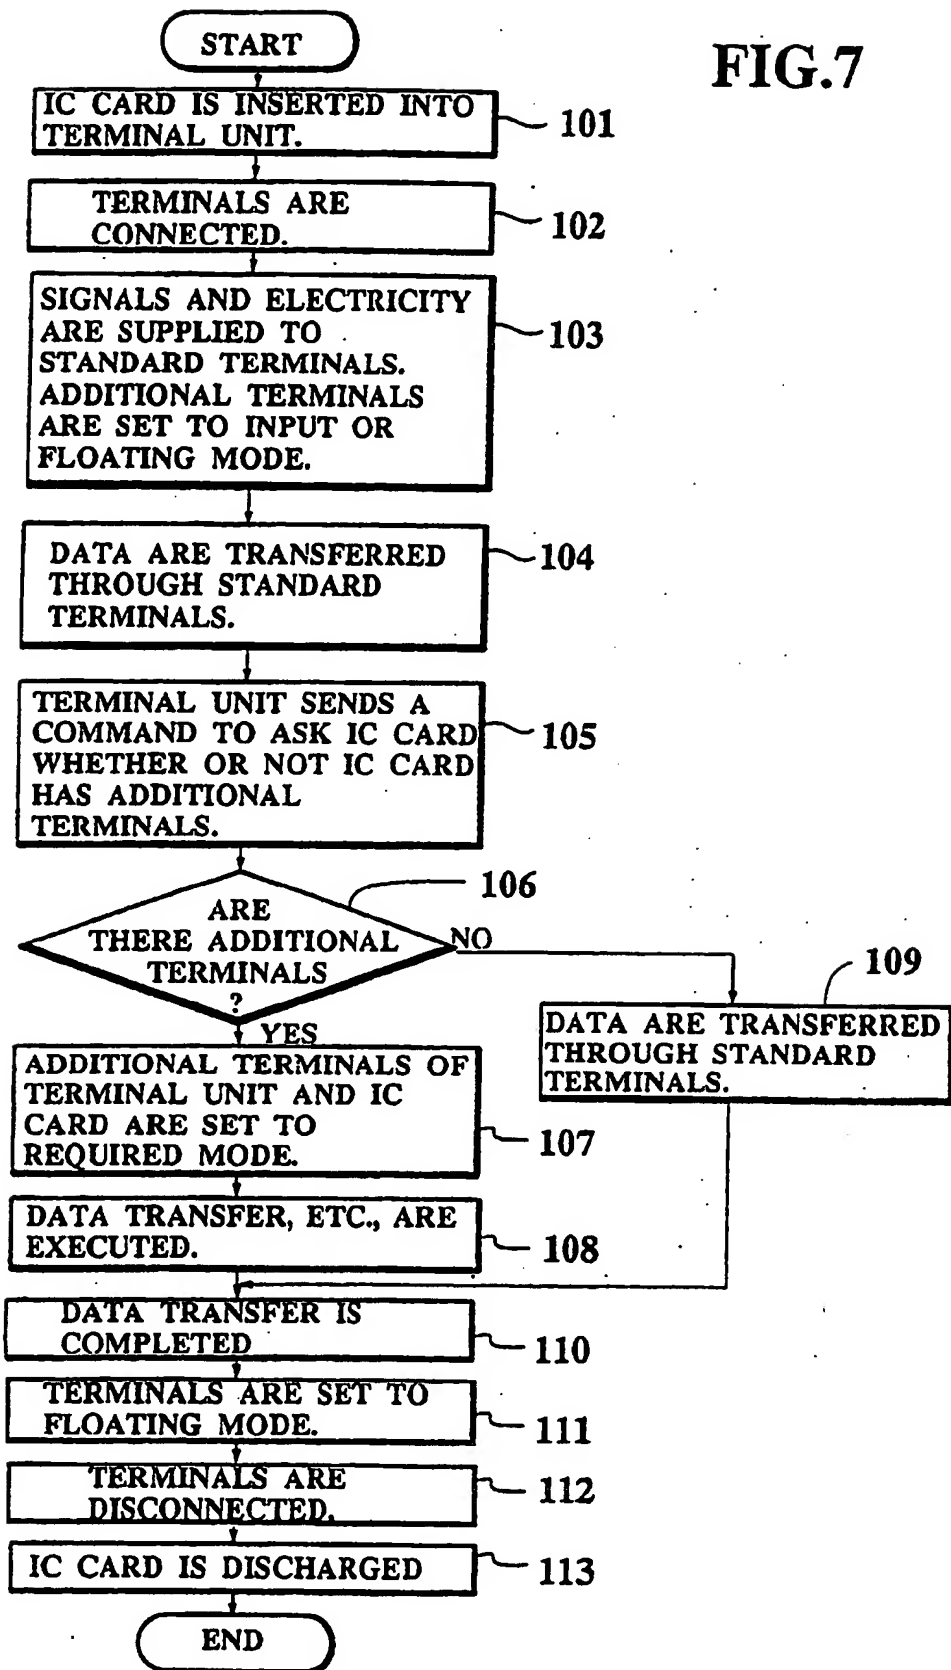 START
FIG.7
IC CARD IS INSERTED INTO
TERMINAL UNIT.
101
TERMINALS ARE
CONNECTED.
102
SIGNALS AND ELECTRICITY
ARE SUPPLIED TO
STANDARD TERMINALS.
ADDITIONAL TERMINALS
ARE SET TO INPUT OR
FLOATING MODE.
103
DATA ARE TRANSFERRED
THROUGH STANDARD
TERMINALS.
104
TERMINAL UNIT SENDS A
COMMAND TO ASK IC CARD
WHETHER OR NOT IC CARD
HAS ADDITIONAL
TERMINALS.
105
ARE
THERE ADDITIONAL
TERMINALS
?
106
NO
YES
109
DATA ARE TRANSFERRED
THROUGH STANDARD
TERMINALS.
ADDITIONAL TERMINALS OF
TERMINAL UNIT AND IC
CARD ARE SET TO
REQUIRED MODE.
107
DATA TRANSFER, ETC., ARE
EXECUTED.
108
DATA TRANSFER IS
COMPLETED
110
TERMINALS ARE SET TO
FLOATING MODE.
111
TERMINALS ARE
DISCONNECTED.
112
IC CARD IS DISCHARGED
113
END